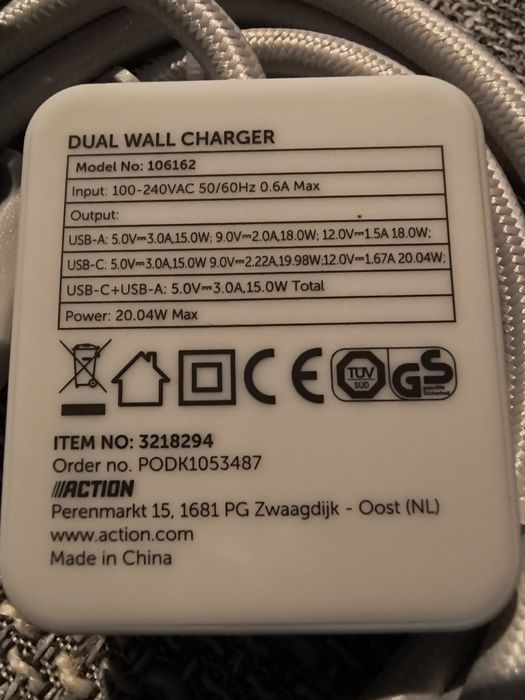 DUAL WALL CHARGER
Model No: 106162
Input: 100-240VAC 50/60Hz 0.6A Max
Output:
USB-A: 5.0V⎓3.0A,15.0W; 9.0V⎓2.0A,18.0W; 12.0V⎓1.5A 18.0W;
USB-C: 5.0V⎓3.0A,15.0W 9.0V⎓2.22A,19.98W;12.0V⎓1.67A 20.04W;
USB-C+USB-A: 5.0V⎓3.0A,15.0W Total
Power: 20.04W Max
CE TÜV SÜD GS geprüfte Sicherheit
ITEM NO: 3218294
Order no. PODK1053487
ACTION
Perenmarkt 15, 1681 PG Zwaagdijk - Oost (NL)
www.action.com
Made in China